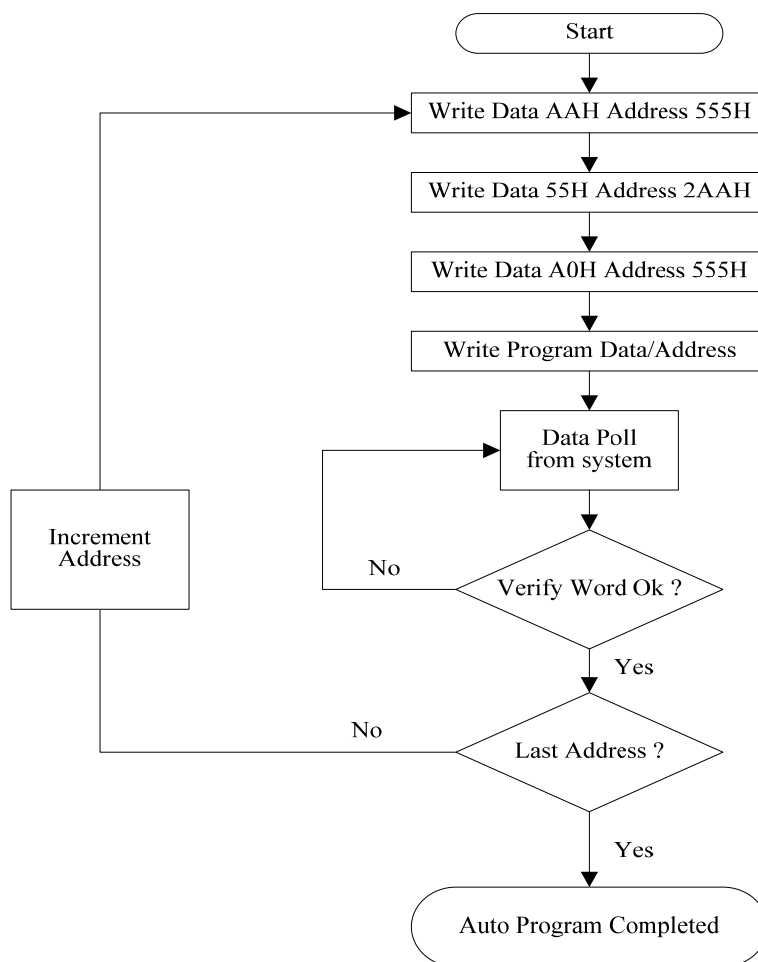 Start
Write Data AAH Address 555H
Write Data 55H Address 2AAH
Write Data A0H Address 555H
Write Program Data/Address
Data Poll
from system
Increment
Address
No
Verify Word Ok ?
Yes
No
Last Address ?
Yes
Auto Program Completed